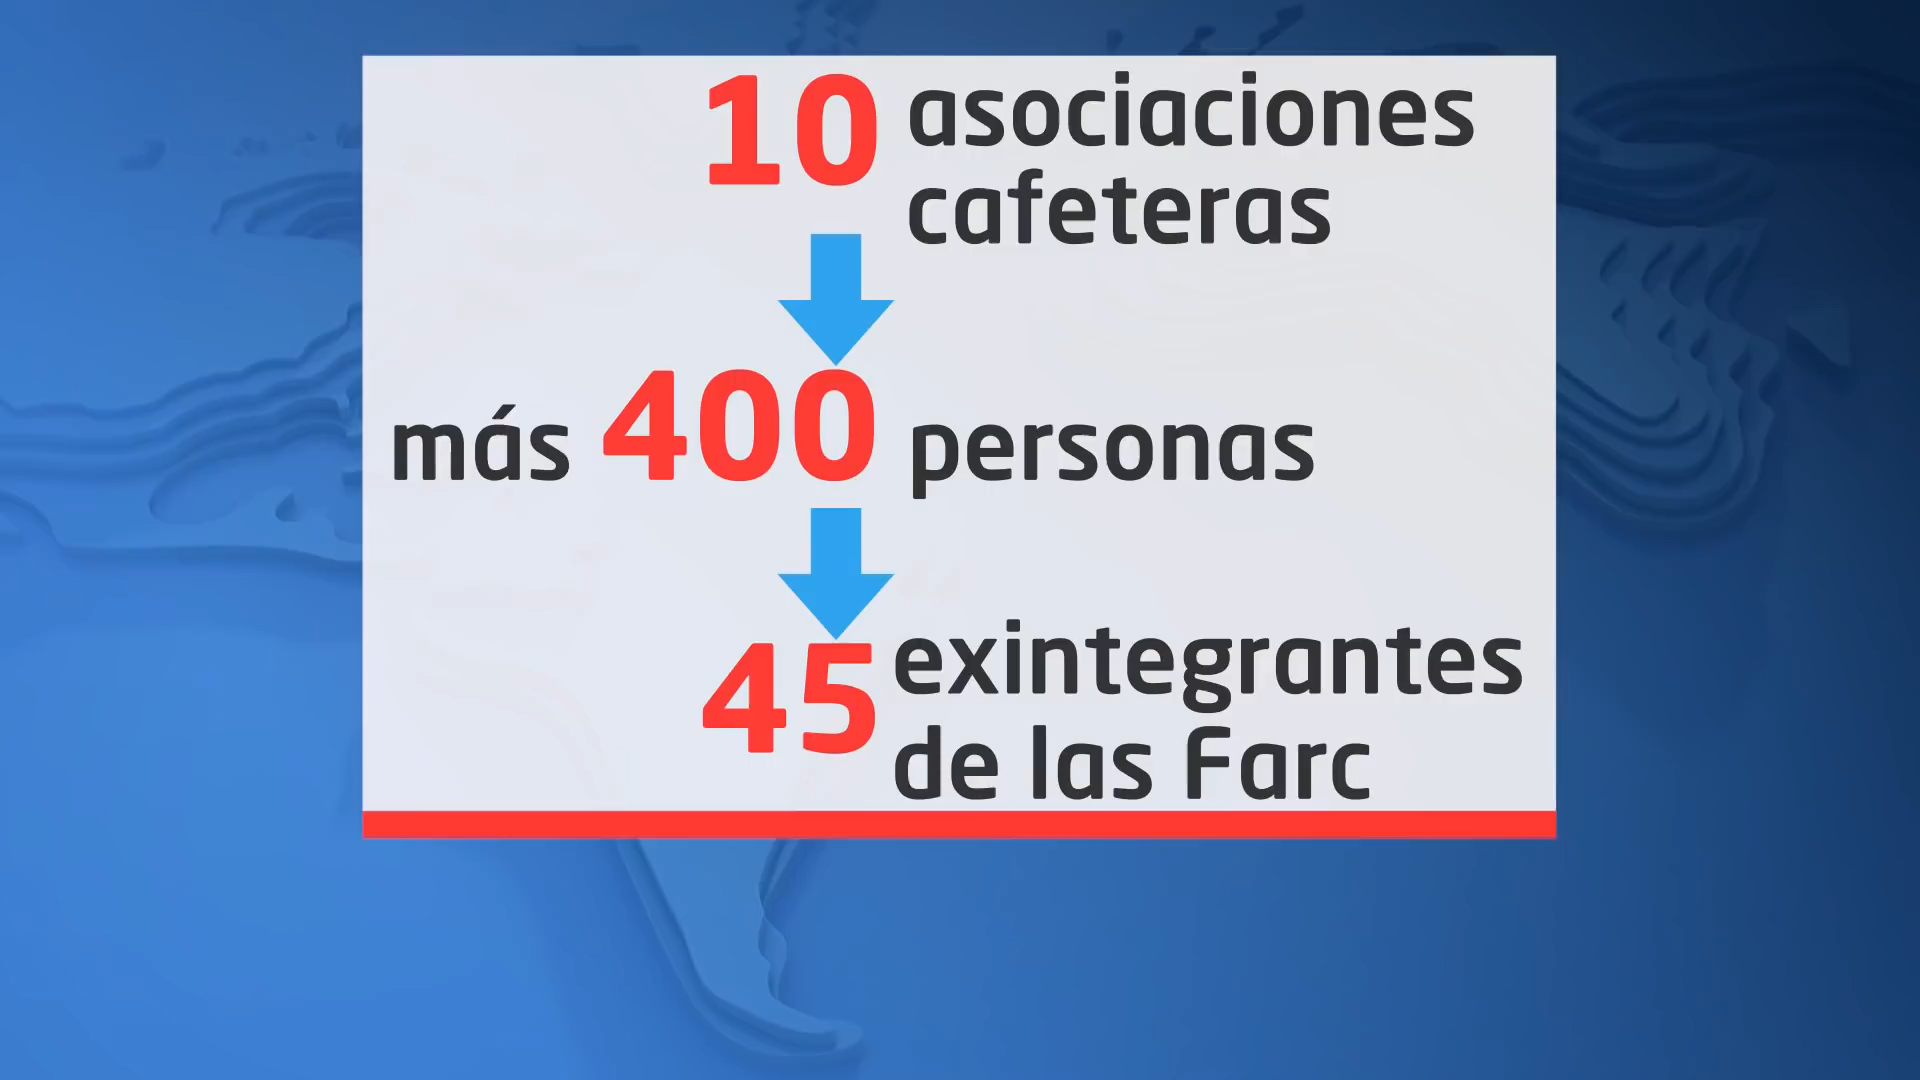 10 asociaciones
cafeteras
más 400 personas
45 exintegrantes
de las Farc